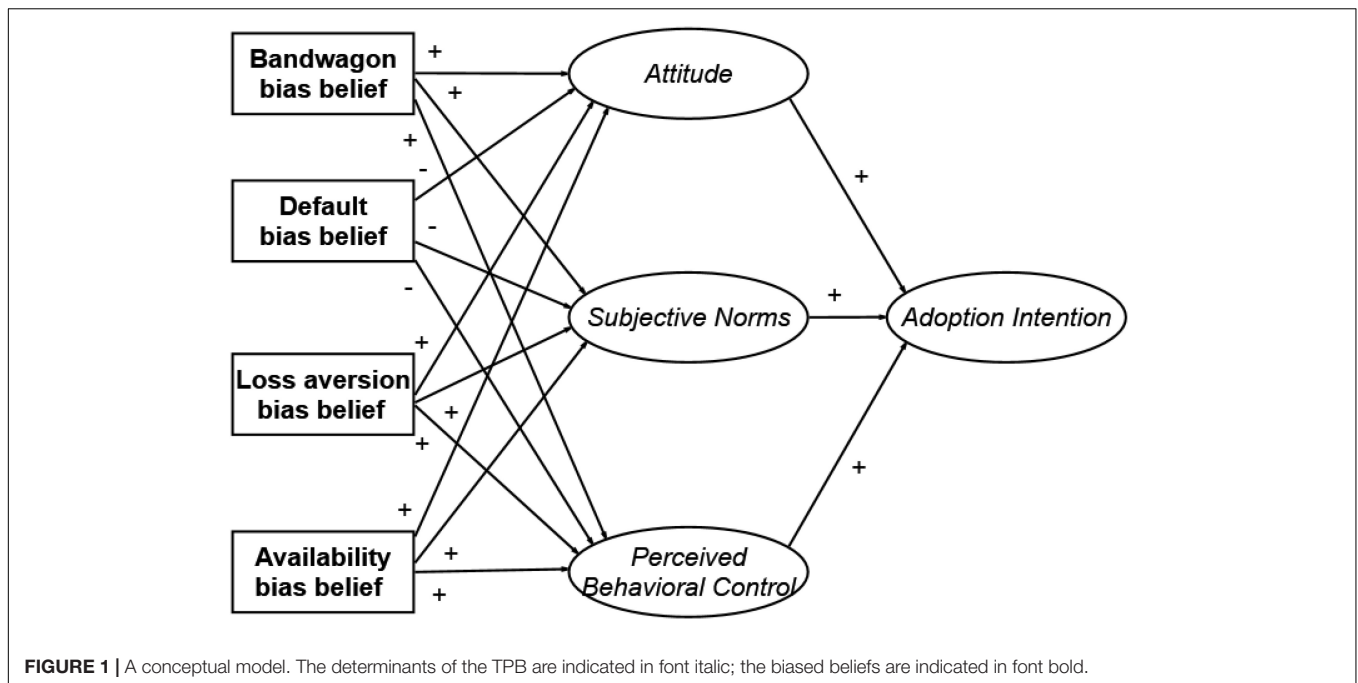 Bandwagon
bias belief
+
+
+
Attitude
Default
bias belief
-
-
-
+
Subjective Norms
+
Adoption Intention
Loss aversion
bias belief
+
+
+
Availability
bias belief
+
+
+
Perceived
Behavioral Control
+
FIGURE 1 | A conceptual model. The determinants of the TPB are indicated in font italic; the biased beliefs are indicated in font bold.